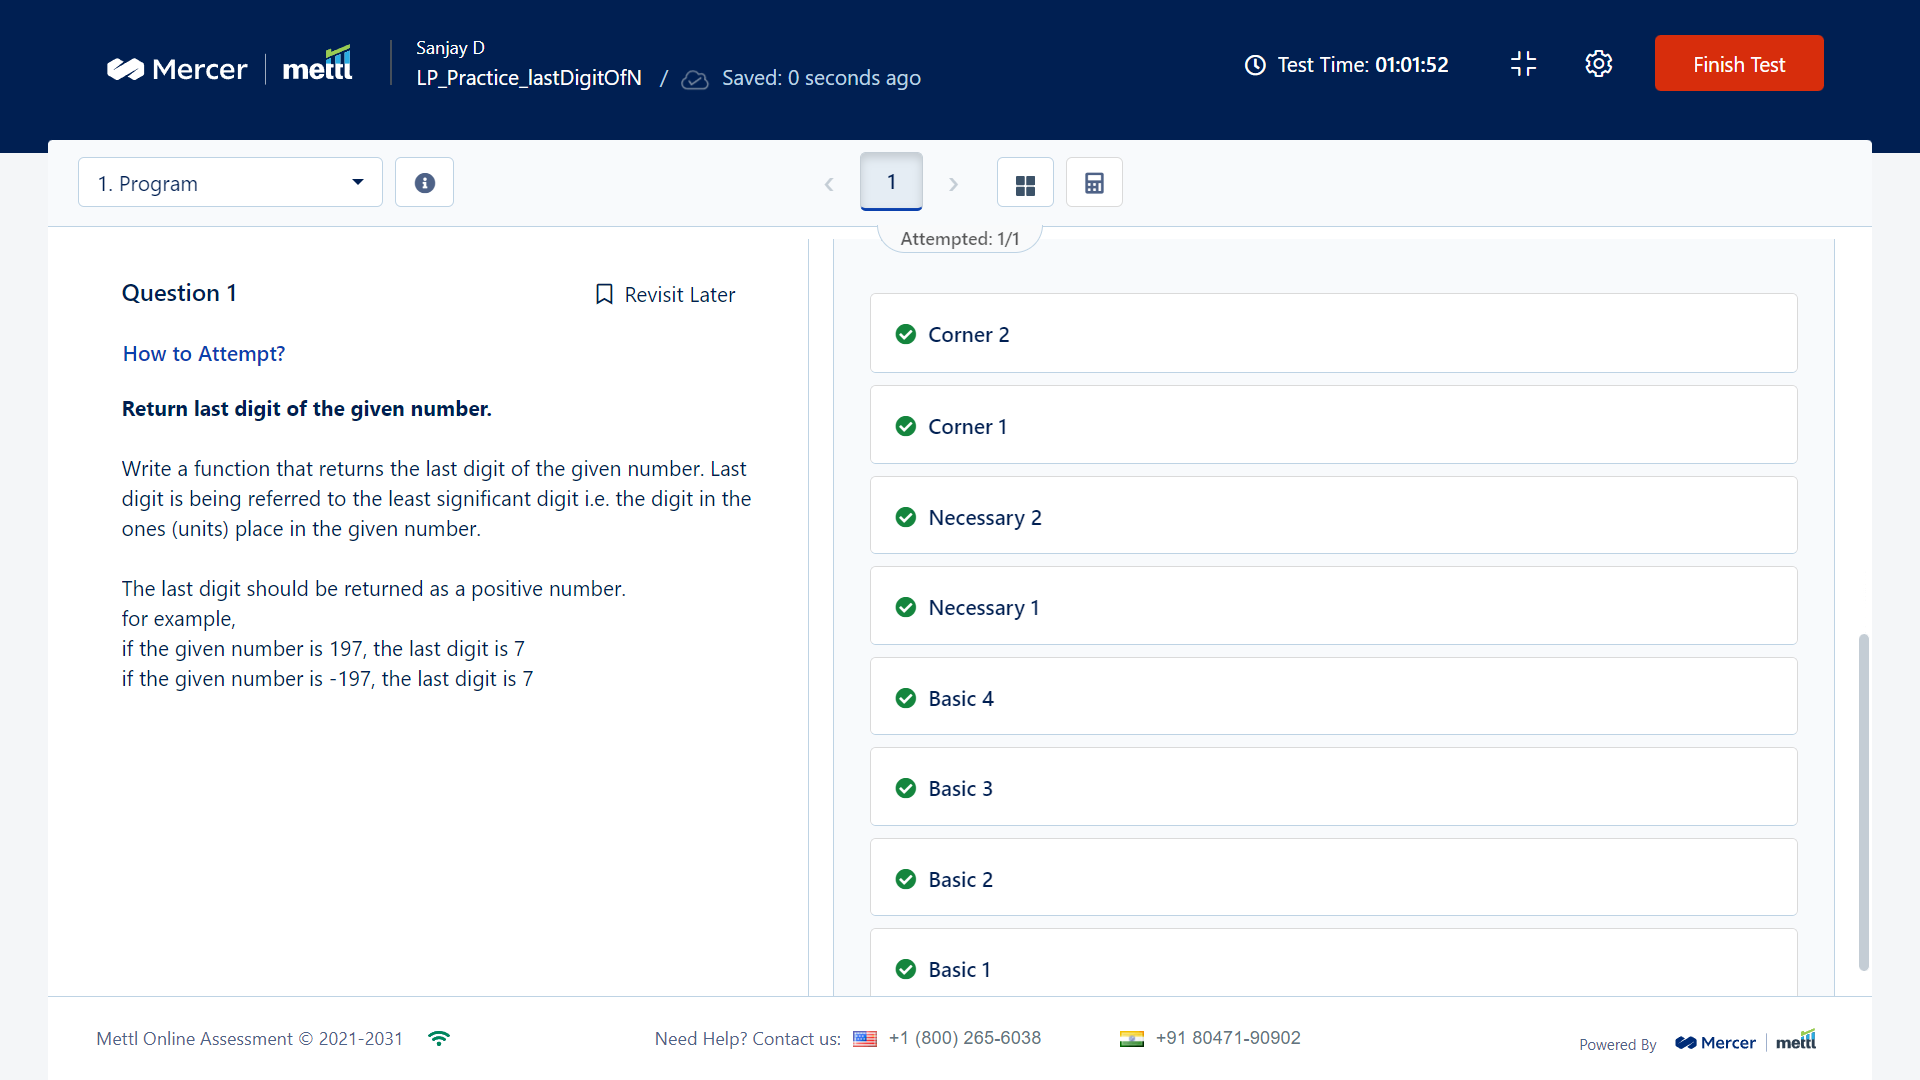 Mercer | mettl
Sanjay D
LP_Practice_lastDigitOfN / Saved: 0 seconds ago
Test Time: 01:01:52
Finish Test
1. Program
1
Attempted: 1/1
Question 1
Revisit Later
How to Attempt?
Return last digit of the given number.
Write a function that returns the last digit of the given number. Last
digit is being referred to the least significant digit i.e. the digit in the
ones (units) place in the given number.
The last digit should be returned as a positive number.
for example,
if the given number is 197, the last digit is 7
if the given number is -197, the last digit is 7
Corner 2
Corner 1
Necessary 2
Necessary 1
Basic 4
Basic 3
Basic 2
Basic 1
Mettl Online Assessment © 2021-2031
Need Help? Contact us: +1 (800) 265-6038
+91 80471-90902
Powered By
Mercer | mettl